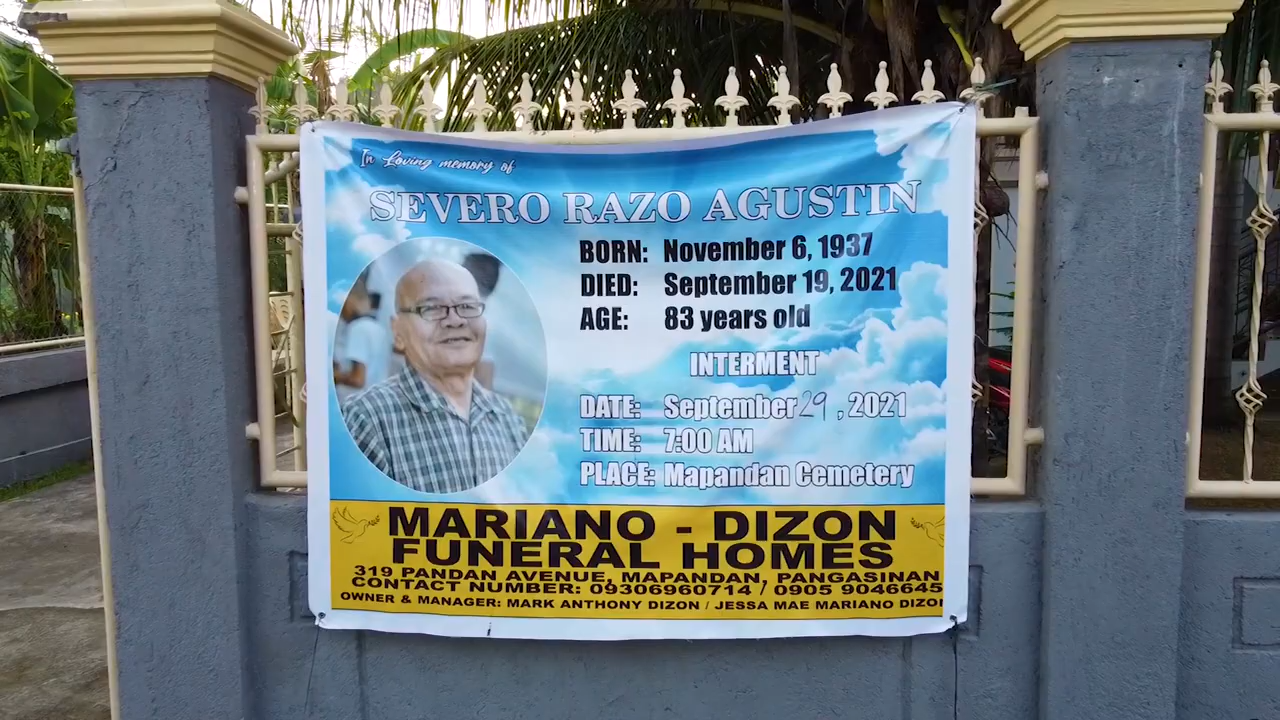 In Loving memory of
SEVERO RAZO AGUSTIN
BORN: November 6, 1937
DIED: September 19, 2021
AGE: 83 years old
INTERMENT
DATE: September 29, 2021
TIME: 7:00 AM
PLACE: Mapandan Cemetery
MARIANO - DIZON
FUNERAL HOMES
319 PANDAN AVENUE, MAPANDAN, PANGASINAN
CONTACT NUMBER: 09306960714 / 0905 9046645
OWNER & MANAGER: MARK ANTHONY DIZON / JESSA MAE MARIANO DIZON